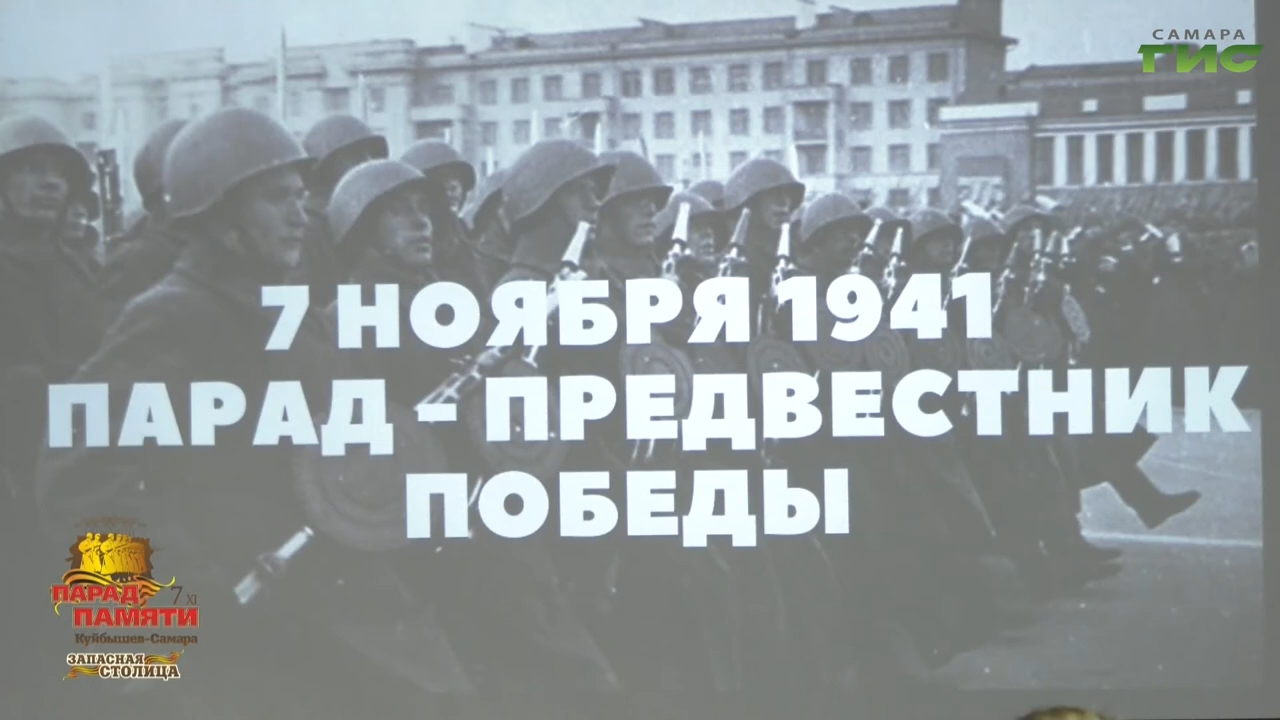 САМАРА
ГИС
7 НОЯБРЯ 1941
ПАРАД - ПРЕДВЕСТНИК
ПОБЕДЫ
ПАРАД 7 XI
ПАМЯТИ
Куйбышев-Самара
ЗАПАСНАЯ
СТОЛИЦА